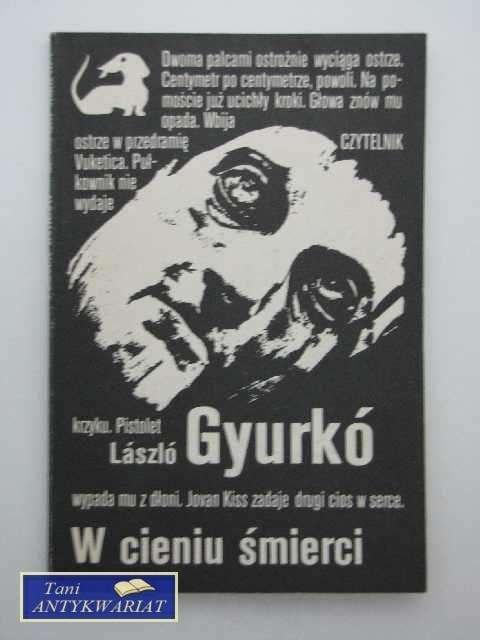 Dwoma palcami ostrożnie wyciąga ostrze.
Centymetr po centymetrze, powoli. Na po-
moście już ucichły kroki. Głowa znów mu
opada. Wbija
ostrze w przedramię
CZYTELNIK
Vuketica. Puł-
kownik nie
wydaje
krzyku. Pistolet
László Gyurkó
wypada mu z dłoni. Jovan Kiss zadaje drugi cios w serce.
W cieniu śmierci
Tani
ANTYKWARIAT